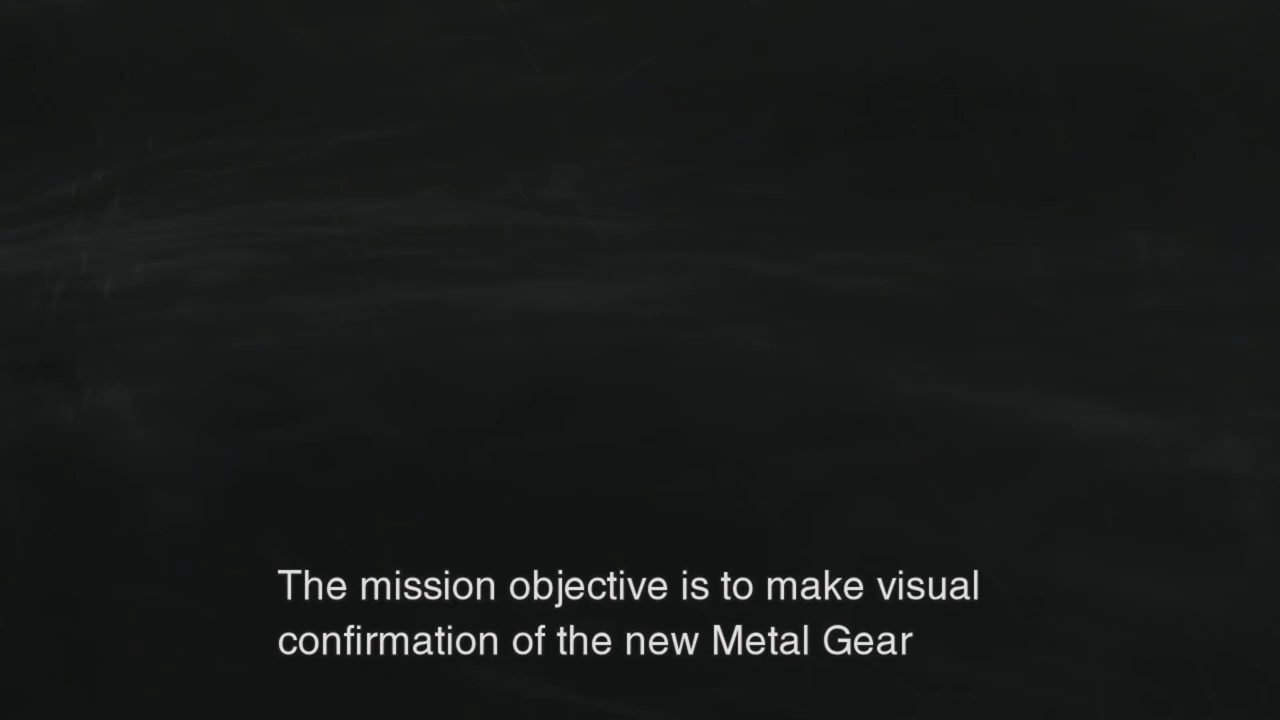 The mission objective is to make visual
confirmation of the new Metal Gear